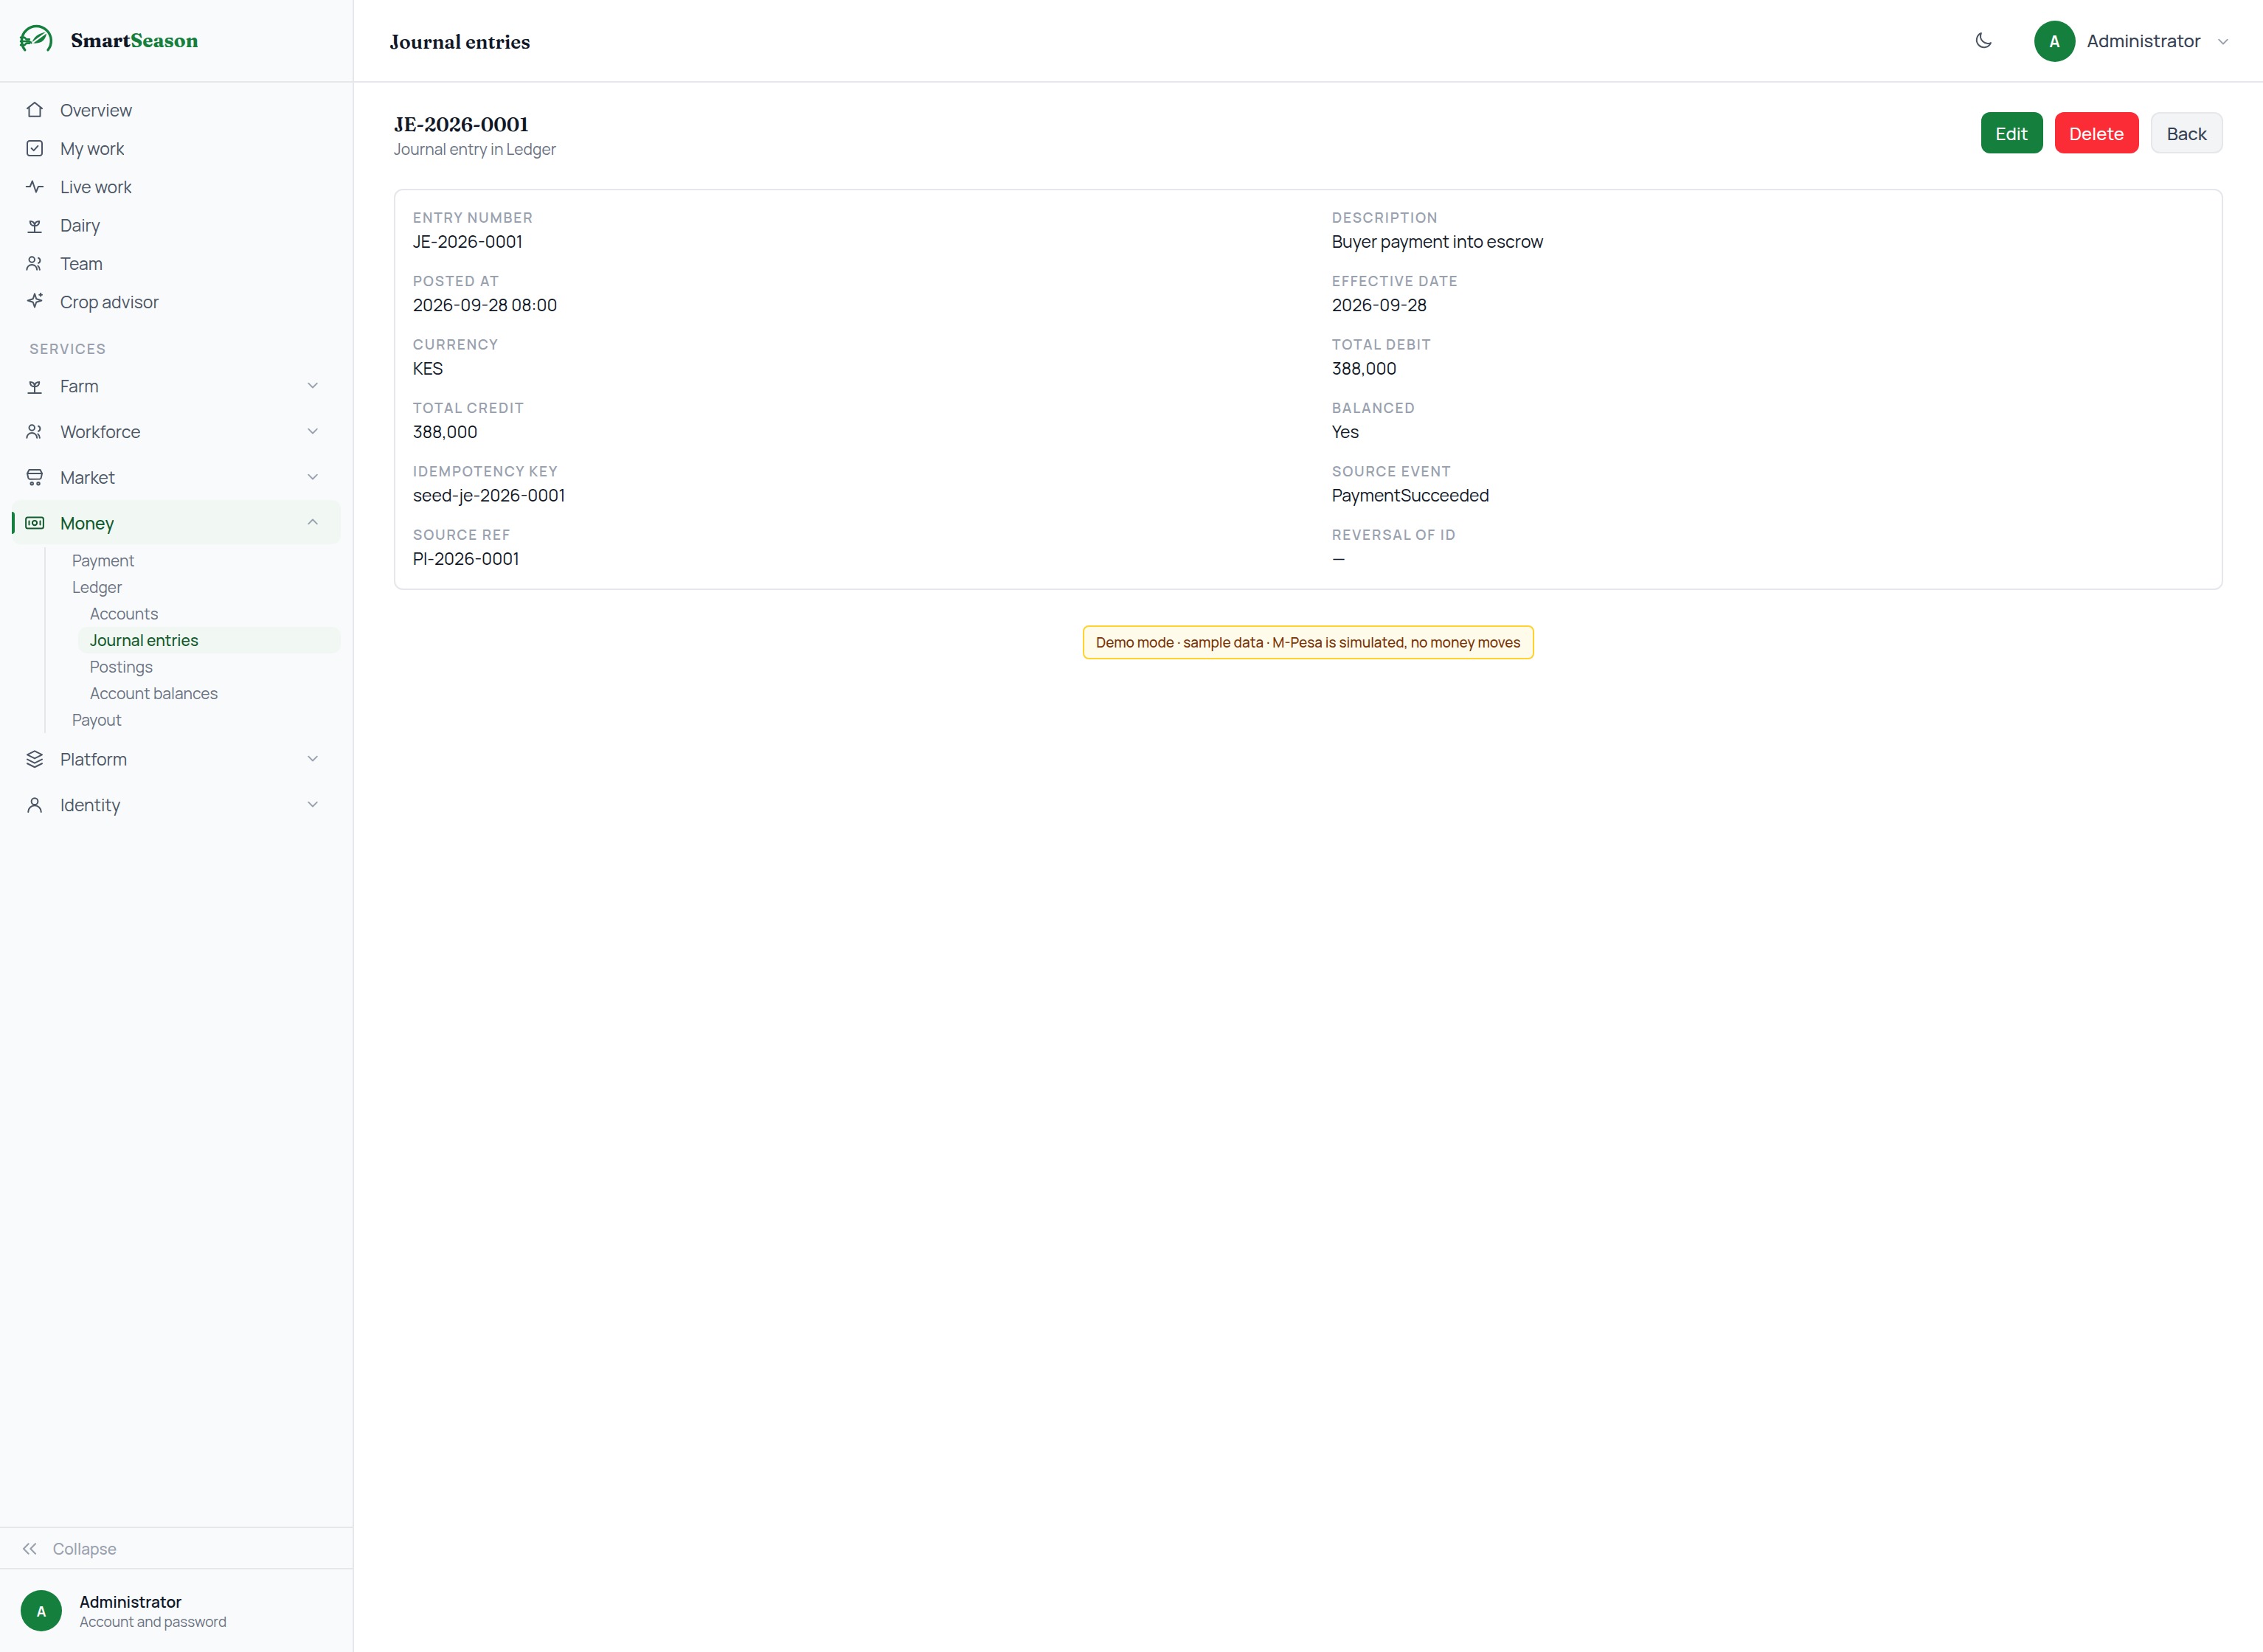 SmartSeason
Journal entries
A
Administrator
Overview
My work
Live work
Dairy
Team
Crop advisor
SERVICES
Farm
Workforce
Market
Money
Payment
Ledger
Accounts
Journal entries
Postings
Account balances
Payout
Platform
Identity
Collapse
A
Administrator
Account and password
JE-2026-0001
Journal entry in Ledger
Edit
Delete
Back
ENTRY NUMBER
JE-2026-0001
DESCRIPTION
Buyer payment into escrow
POSTED AT
2026-09-28 08:00
EFFECTIVE DATE
2026-09-28
CURRENCY
KES
TOTAL DEBIT
388,000
TOTAL CREDIT
388,000
BALANCED
Yes
IDEMPOTENCY KEY
seed-je-2026-0001
SOURCE EVENT
PaymentSucceeded
SOURCE REF
PI-2026-0001
REVERSAL OF ID
—
Demo mode · sample data · M-Pesa is simulated, no money moves